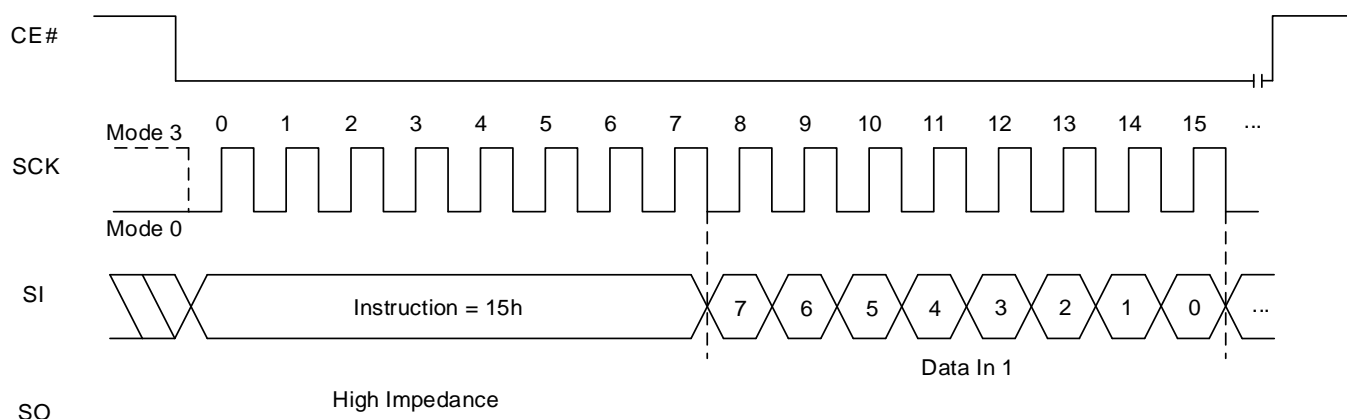 CE#
Mode 3 0 1 2 3 4 5 6 7 8 9 10 11 12 13 14 15 ...
SCK
Mode 0
SI Instruction = 15h 7 6 5 4 3 2 1 0 ...
Data In 1
High Impedance
SO